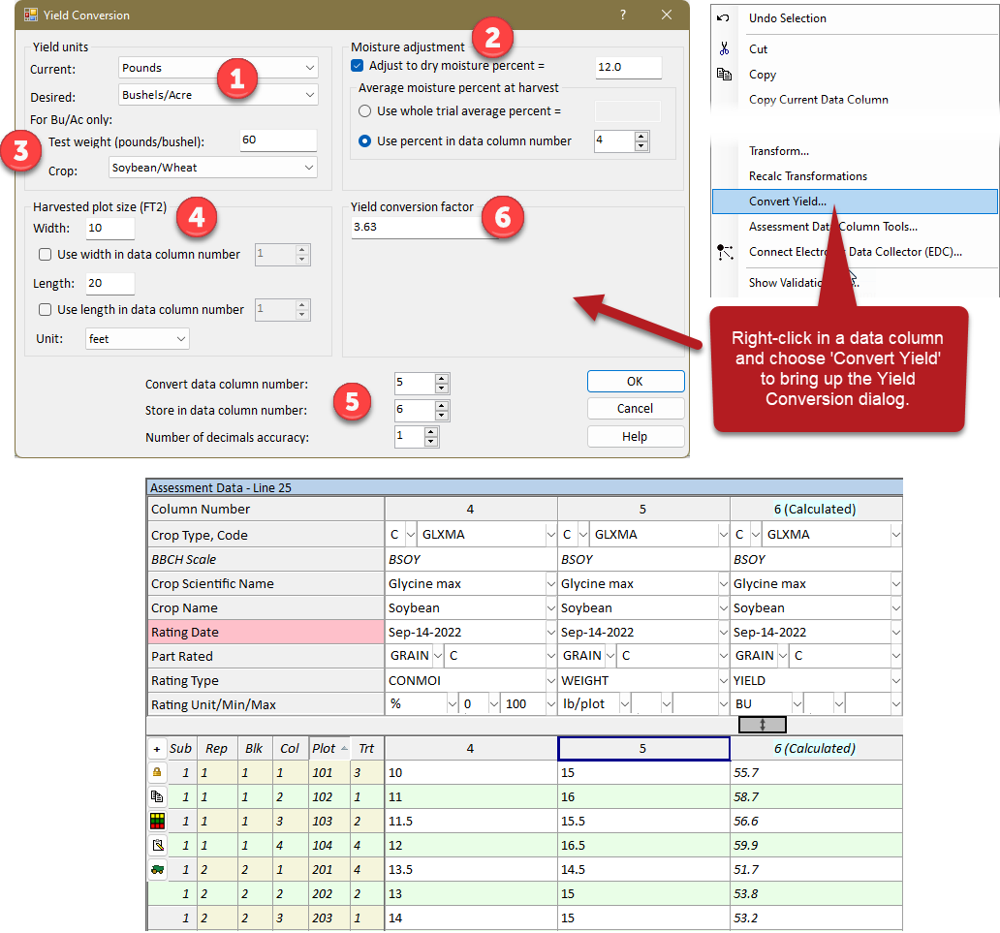 Yield Conversion
?
Yield units
Current: Pounds
Desired: Bushels/Acre
1
For Bu/Ac only:
3
Test weight (pounds/bushel): 60
Crop: Soybean/Wheat
Moisture adjustment
2
Adjust to dry moisture percent = 12.0
Average moisture percent at harvest
Use whole trial average percent =
Use percent in data column number 4
Harvested plot size (FT2)
4
Width: 10
Use width in data column number 1
Length: 20
Use length in data column number 1
Unit: feet
Yield conversion factor
6
3.63
Convert data column number: 5
Store in data column number: 6
Number of decimals accuracy: 1
5
OK
Cancel
Help
Undo Selection
Cut
Copy
Copy Current Data Column
Transform...
Recalc Transformations
Convert Yield...
Assessment Data Column Tools...
Data Collector (EDC)...
Connect
Show
Right-click in a data column
and choose 'Convert Yield'
to bring up the Yield
Conversion dialog.
Assessment Data - Line 25
Column Number 4 5 6 (Calculated)
Crop Type, Code C GLXMA C GLXMA C GLXMA
BBCH Scale BSOY BSOY BSOY
Crop Scientific Name Glycine max Glycine max Glycine max
Crop Name Soybean Soybean Soybean
Rating Date Sep-14-2022 Sep-14-2022 Sep-14-2022
Part Rated GRAIN C GRAIN C GRAIN C
Rating Type CONMOI WEIGHT YIELD
Rating Unit/Min/Max % 0 100 lb/plot BU
+ Sub Rep Blk Col Plot Trt 4 5 6 (Calculated)
1 1 1 1 101 3 10 15 55.7
1 1 1 2 102 1 11 16 58.7
1 1 1 3 103 2 11.5 15.5 56.6
1 1 1 4 104 4 12 16.5 59.9
1 2 2 1 201 4 13.5 14.5 51.7
1 2 2 2 202 2 13 15 53.8
1 2 2 3 203 1 14 15 53.2